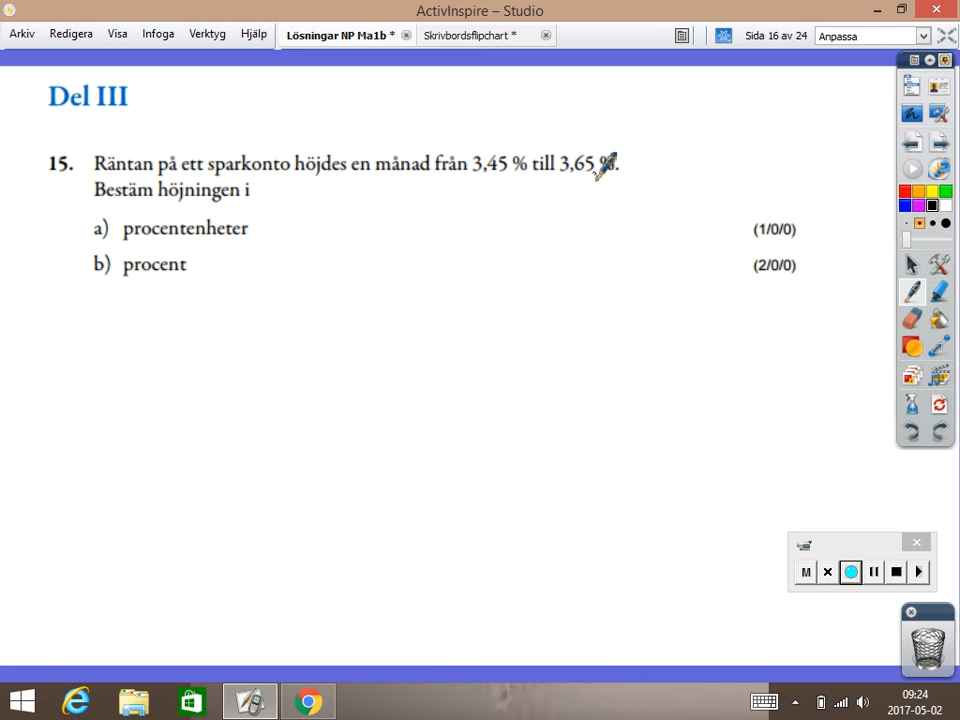 ActivInspire – Studio
Arkiv Redigera Visa Infoga Verktyg Hjälp
Lösningar NP Ma1b * Skrivbordsflipchart * Sida 16 av 24 Anpassa
Del III
15. Räntan på ett sparkonto höjdes en månad från 3,45 % till 3,65 %.
Bestäm höjningen i
a) procentenheter (1/0/0)
b) procent (2/0/0)
M
09:24
2017-05-02